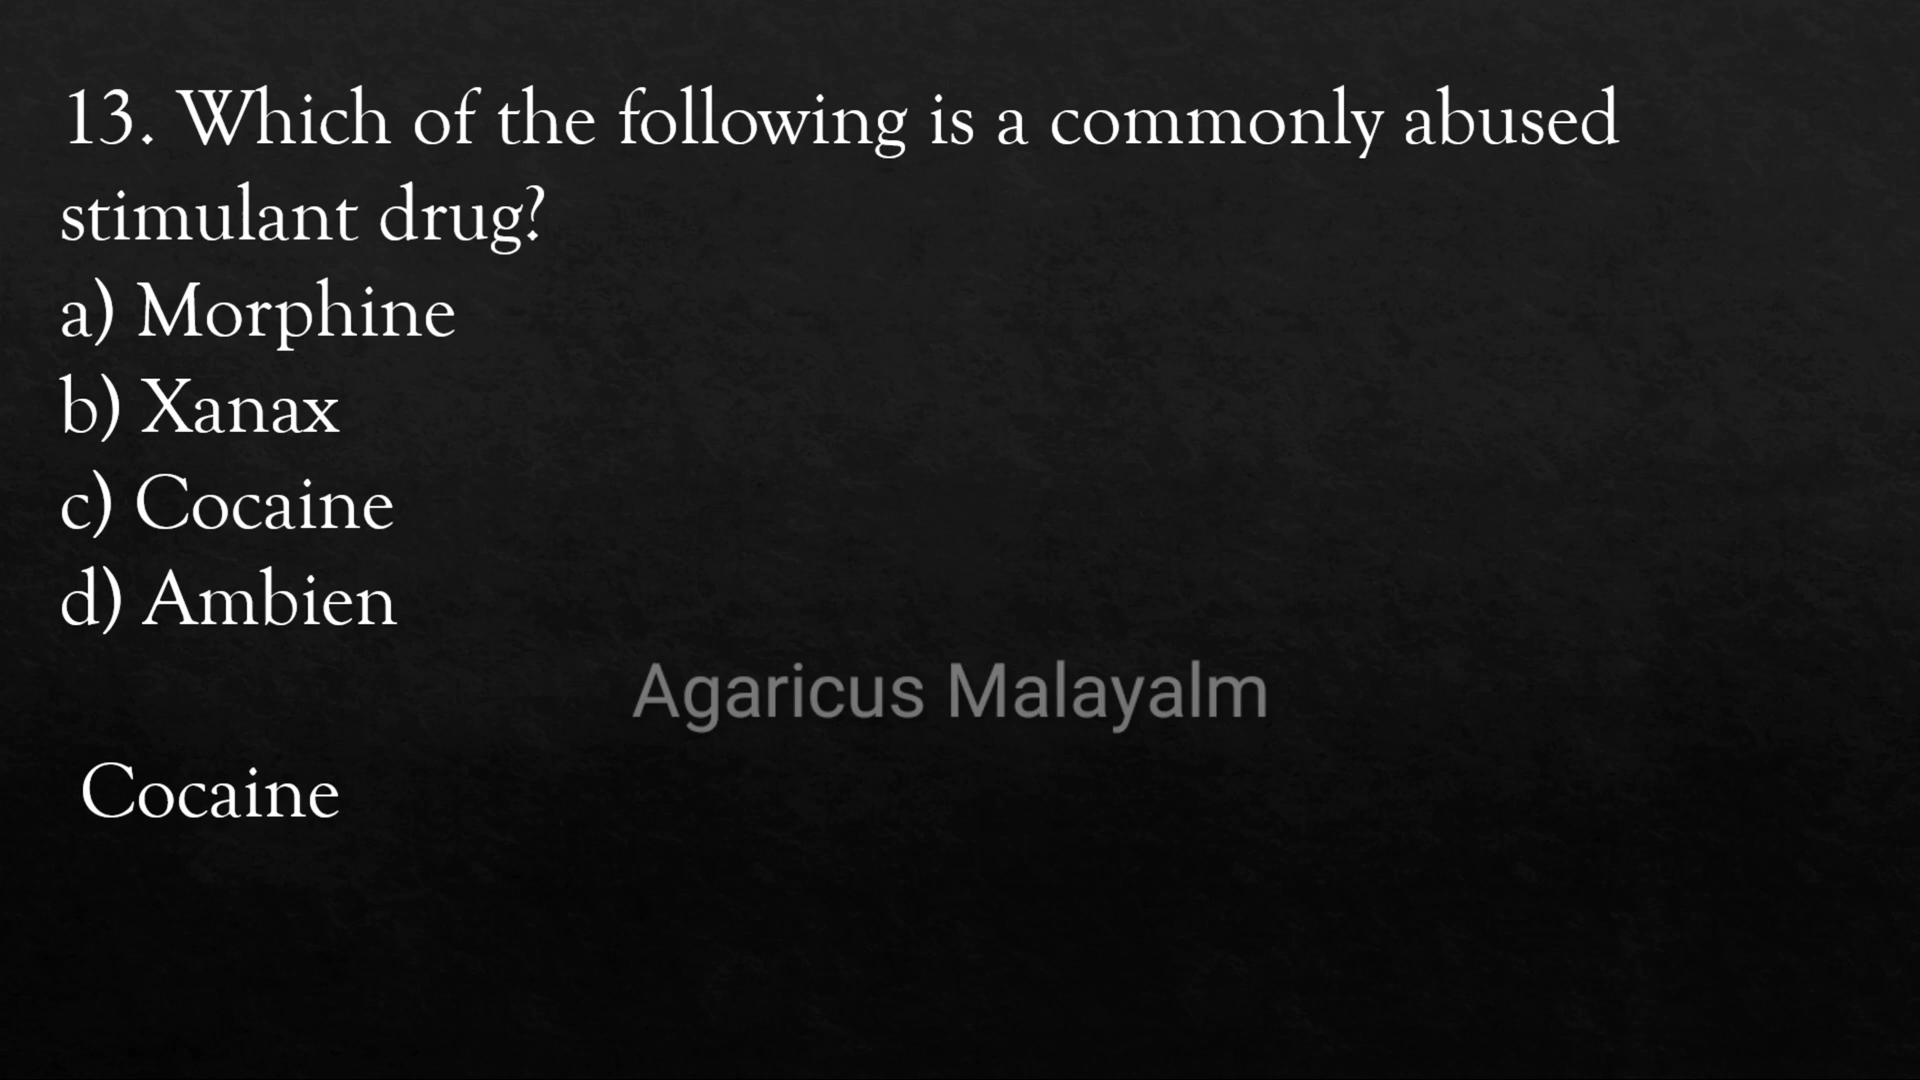 13. Which of the following is a commonly abused
stimulant drug?
a) Morphine
b) Xanax
c) Cocaine
d) Ambien
Agaricus Malayalm
Cocaine